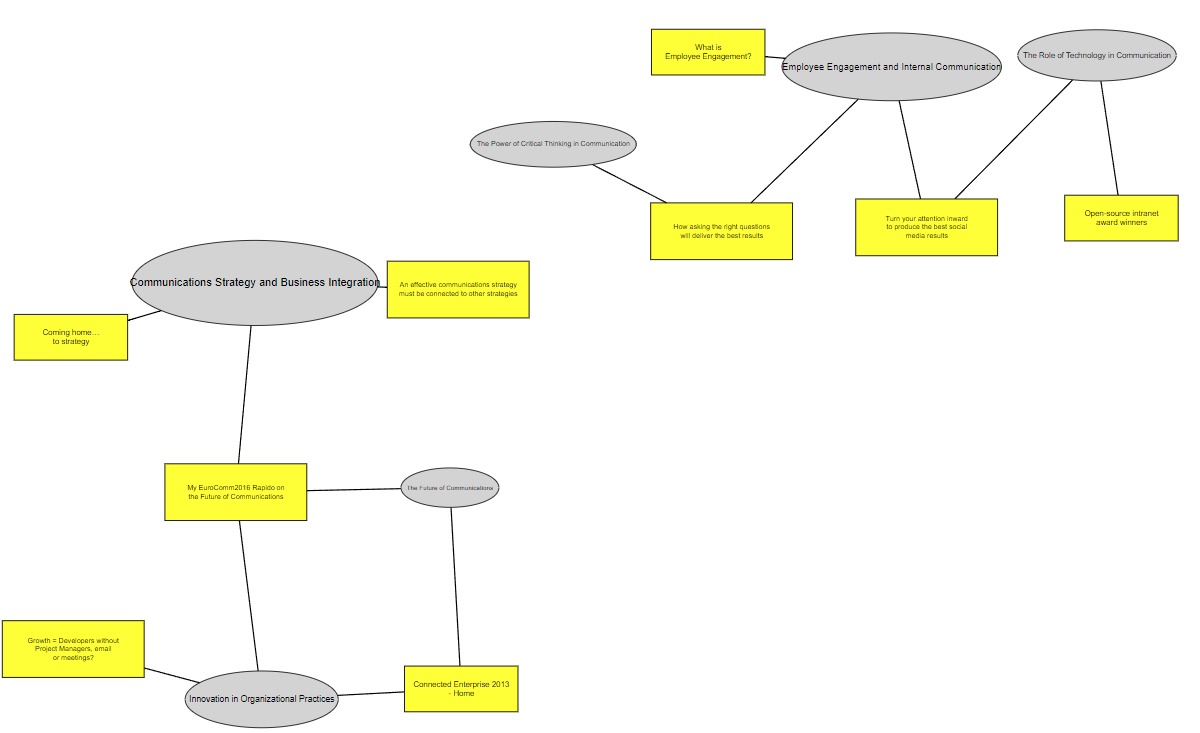 What is
Employee Engagement?
Employee Engagement and Internal Communication
The Role of Technology in Communication
The Power of Critical Thinking in Communication
How asking the right questions
will deliver the best results
Turn your attention inward
to produce the best social
media results
Open-source intranet
award winners
Communications Strategy and Business Integration
An effective communications strategy
must be connected to other strategies
Coming home...
to strategy
My EuroComm2016 Rapido on
the Future of Communications
The Future of Communications
Growth = Developers without
Project Managers, email
or meetings?
Innovation in Organizational Practices
Connected Enterprise 2013
- Home